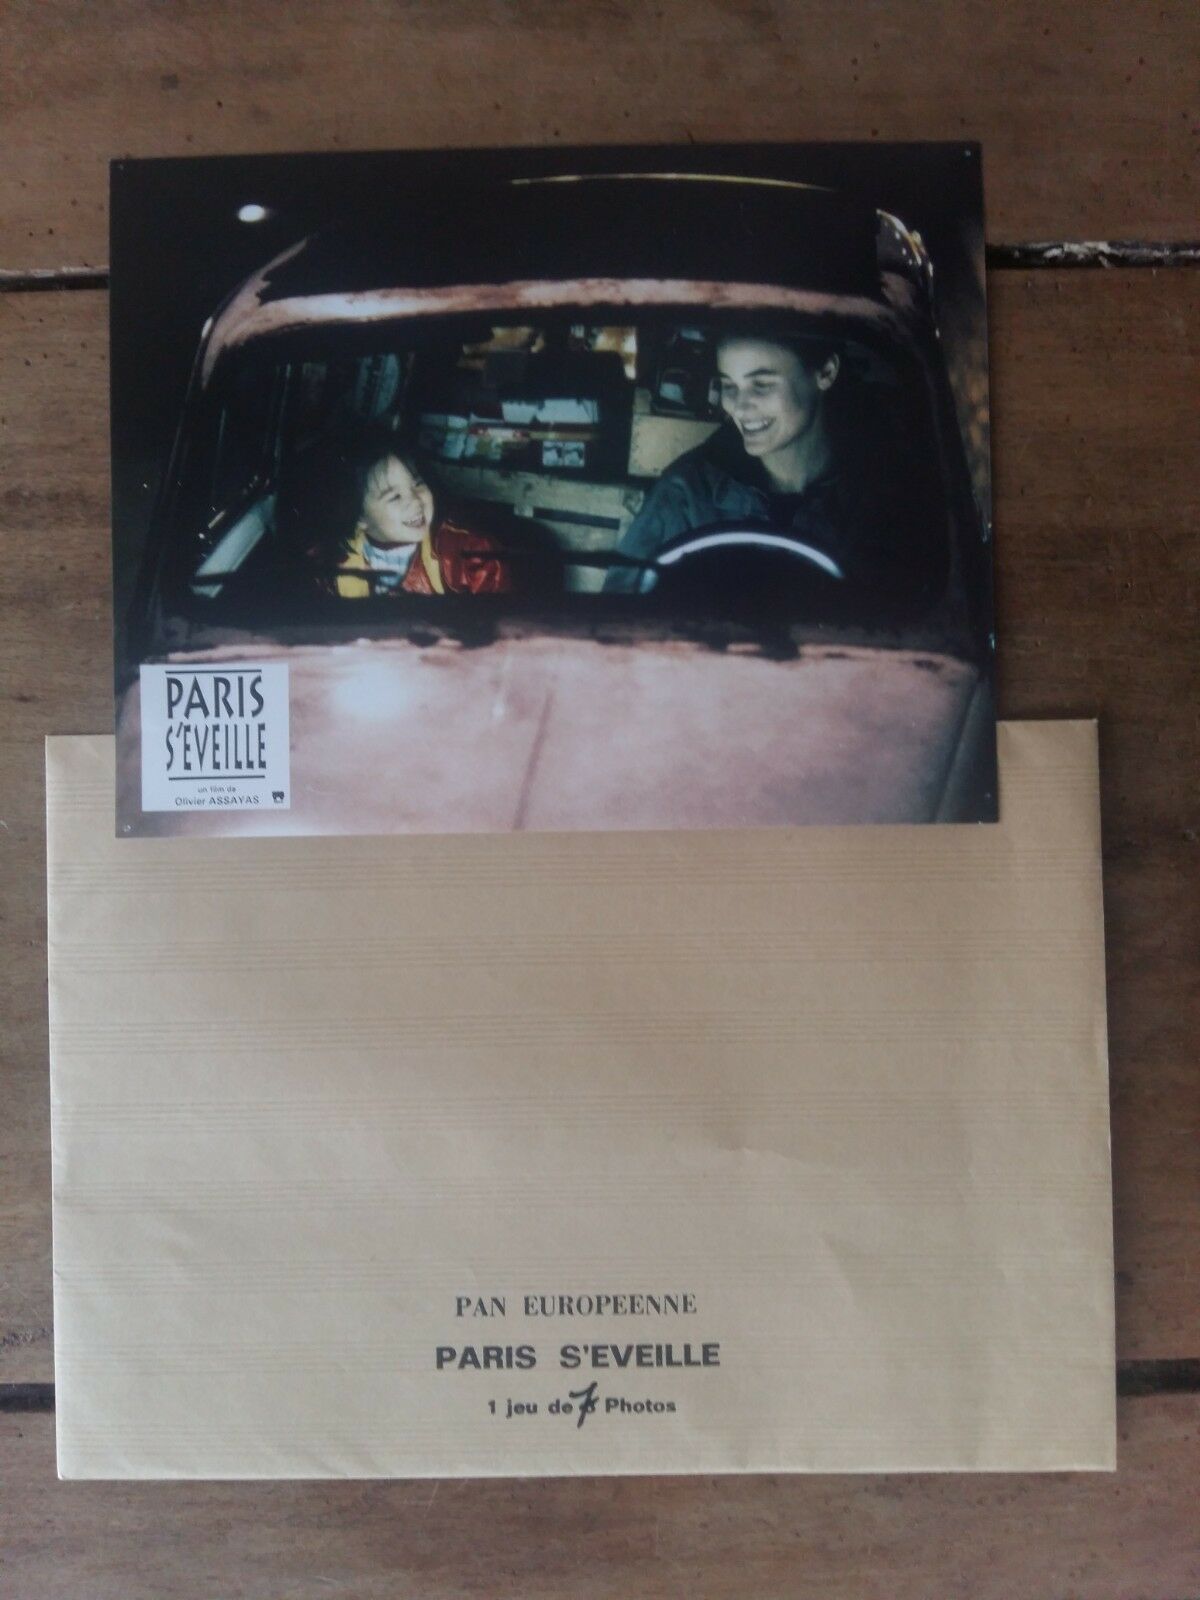 PARIS
S'EVEILLE
un film de
Olivier ASSAYAS
PAN EUROPEENNE
PARIS S'EVEILLE
1 jeu de 7 Photos